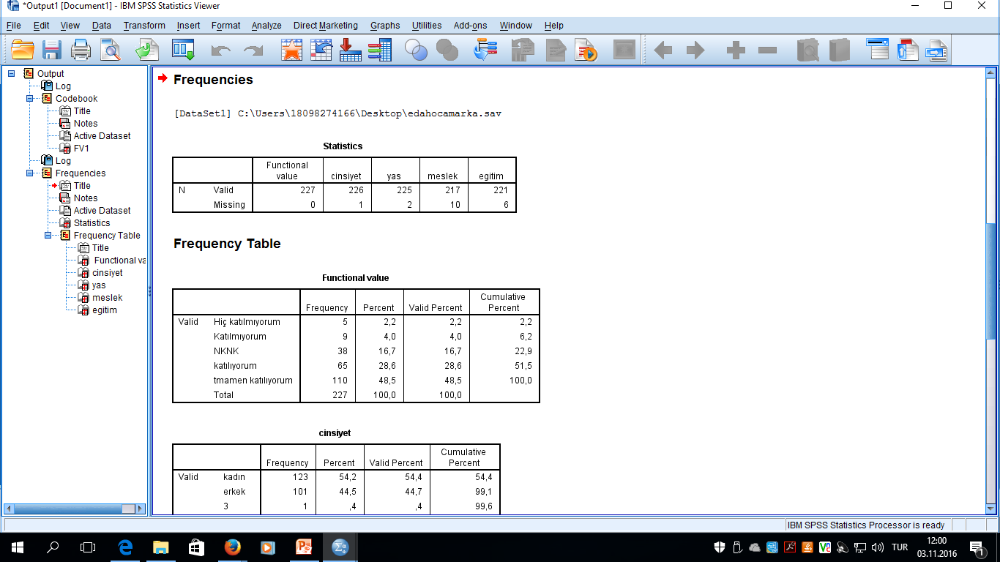 *Output1 [Document1] - IBM SPSS Statistics Viewer
File Edit View Data Transform Insert Format Analyze Direct Marketing Graphs Utilities Add-ons Window Help
Output
Log
Codebook
Title
Notes
Active Dataset
FV1
Log
Frequencies
Title
Notes
Active Dataset
Statistics
Frequency Table
Title
Functional va
cinsiyet
yas
meslek
egitim
Frequencies
[DataSet1] C:\Users\18098274166\Desktop\edahocamarka.sav
Statistics
Functional value cinsiyet yas meslek egitim
N Valid 227 226 225 217 221
Missing 0 1 2 10 6
Frequency Table
Functional value
Frequency Percent Valid Percent Cumulative Percent
Valid Hiç katılmıyorum 5 2,2 2,2 2,2
Katılmıyorum 9 4,0 4,0 6,2
NKNK 38 16,7 16,7 22,9
katılıyorum 65 28,6 28,6 51,5
tmamen katılıyorum 110 48,5 48,5 100,0
Total 227 100,0 100,0
cinsiyet
Frequency Percent Valid Percent Cumulative Percent
Valid kadın 123 54,2 54,4 54,4
erkek 101 44,5 44,7 99,1
3 1 ,4 ,4 99,6
IBM SPSS Statistics Processor is ready
TUR
12:00
03.11.2016
1